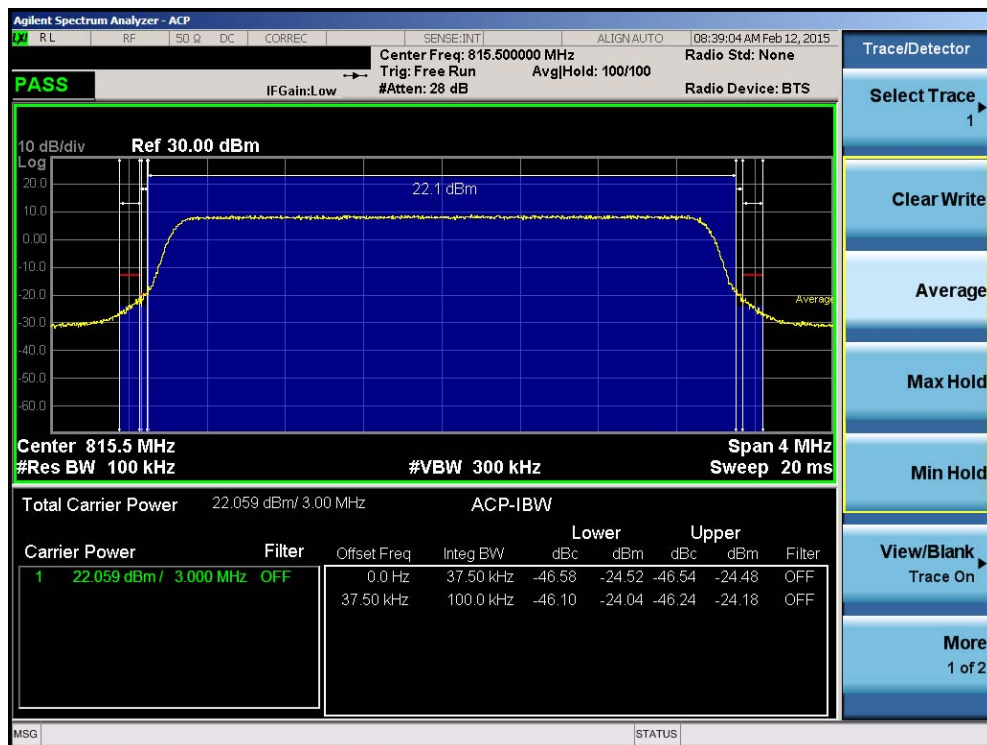 Agilent Spectrum Analyzer - ACP
LXI RL RF 50 Ω DC CORREC SENSE:INT ALIGN AUTO 08:39:04 AM Feb 12, 2015
Center Freq: 815.500000 MHz Radio Std: None
Trig: Free Run Avg|Hold: 100/100
PASS IFGain:Low #Atten: 28 dB Radio Device: BTS
10 dB/div Ref 30.00 dBm
Log
20.0
22.1 dBm
10.0
0.00
-10.0
-20.0
Average
-30.0
-40.0
-50.0
-60.0
Center 815.5 MHz Span 4 MHz
#Res BW 100 kHz #VBW 300 kHz Sweep 20 ms
Total Carrier Power 22.059 dBm/ 3.00 MHz ACP-IBW
Lower Upper
Carrier Power Filter Offset Freq Integ BW dBc dBm dBc dBm Filter
1 22.059 dBm / 3.000 MHz OFF 0.0 Hz 37.50 kHz -46.58 -24.52 -46.54 -24.48 OFF
37.50 kHz 100.0 kHz -46.10 -24.04 -46.24 -24.18 OFF
MSG STATUS
Trace/Detector
Select Trace
1
Clear Write
Average
Max Hold
Min Hold
View/Blank
Trace On
More
1 of 2